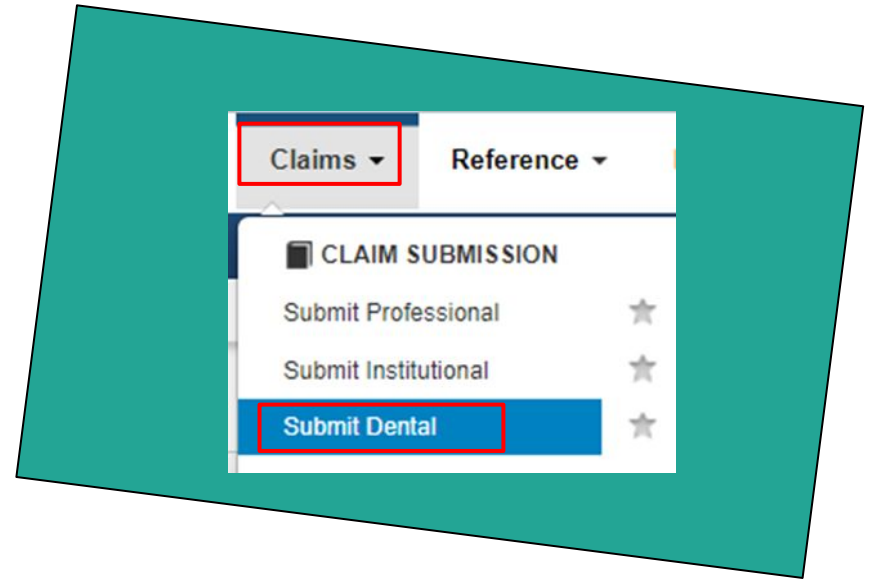 Claims Reference
CLAIM SUBMISSION
Submit Professional
Submit Institutional
Submit Dental